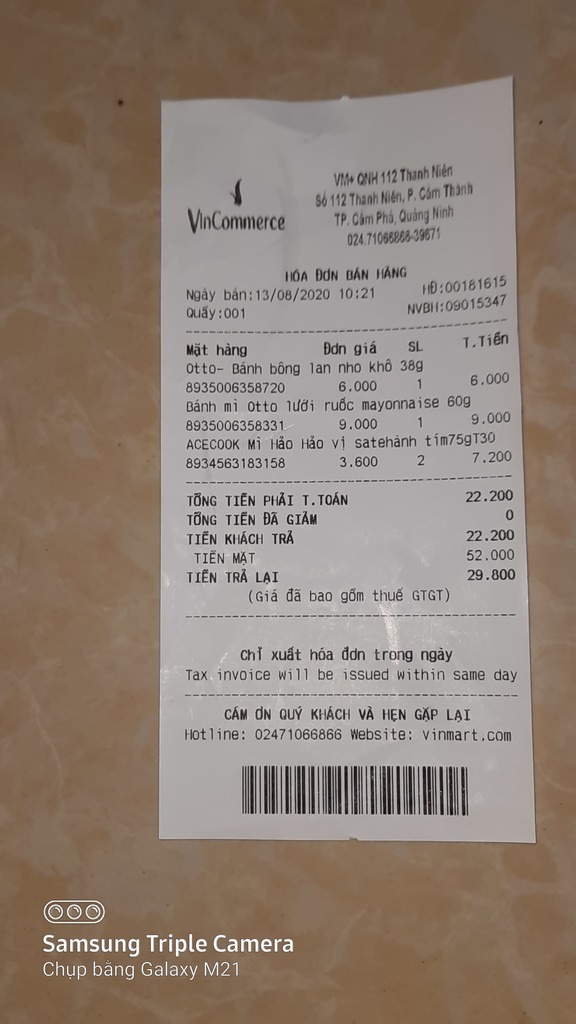 VinCommerce
VM+ QNH 112 Thanh Niên
Số 112 Thanh Niên, P. Cẩm Thành
TP. Cẩm Phả, Quảng Ninh
024.71066866-39671
HÓA ĐƠN BÁN HÀNG
Ngày bán:13/08/2020 10:21 HĐ:00181615
Quầy:001 NVBH:09015347
Mặt hàng Đơn giá SL T.Tiền
Otto- Bánh bông lan nho khô 38g
8935006358720 6.000 1 6.000
Bánh mì Otto lưỡi ruốc mayonnaise 60g
8935006358331 9.000 1 9.000
ACECOOK Mì Hảo Hảo vị satehành tím75gT30
8934563183158 3.600 2 7.200
TỔNG TIỀN PHẢI T.TOÁN 22.200
TỔNG TIỀN ĐÃ GIẢM 0
TIỀN KHÁCH TRẢ 22.200
TIỀN MẶT 52.000
TIỀN TRẢ LẠI 29.800
(Giá đã bao gồm thuế GTGT)
Chỉ xuất hóa đơn trong ngày
Tax invoice will be issued within same day
CẢM ƠN QUÝ KHÁCH VÀ HẸN GẶP LẠI
Hotline: 02471066866 Website: vinmart.com
Samsung Triple Camera
Chụp bằng Galaxy M21